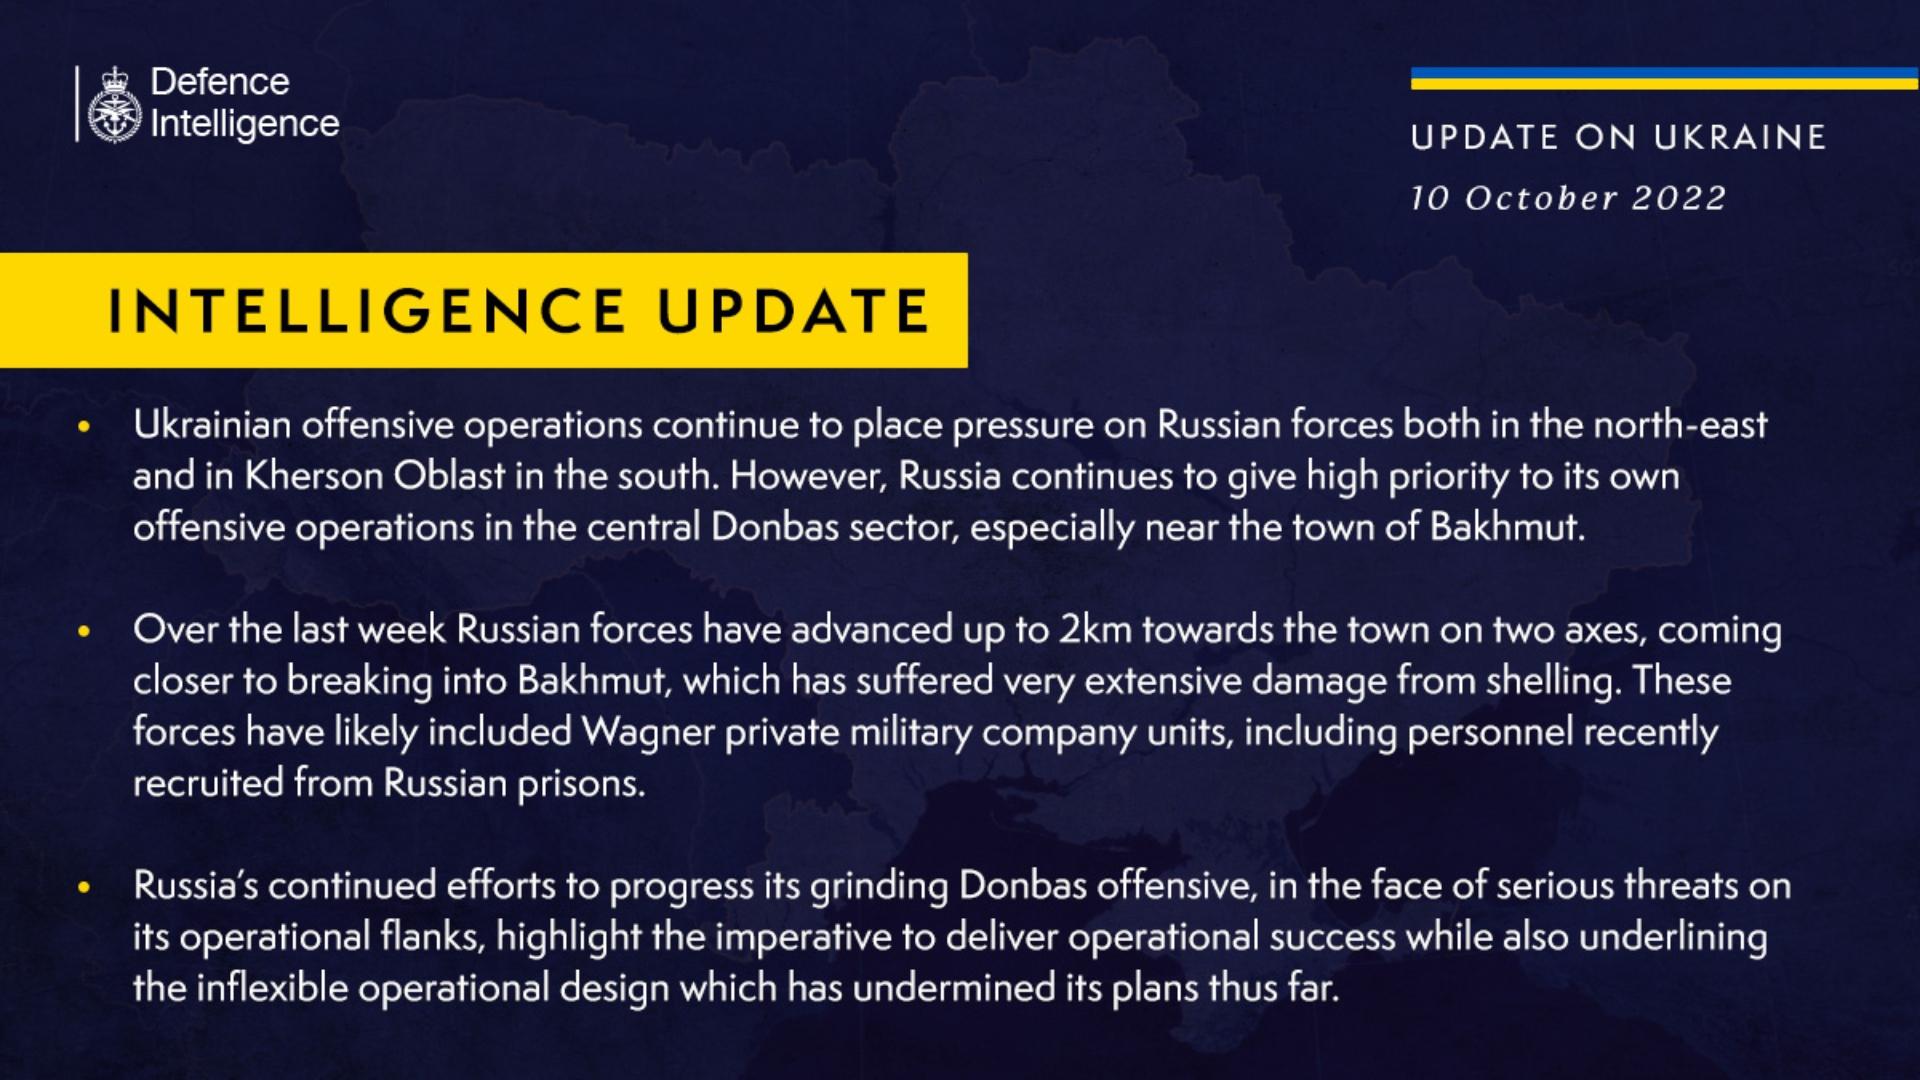 Defence
Intelligence
UPDATE ON UKRAINE
10 October 2022
INTELLIGENCE UPDATE
• Ukrainian offensive operations continue to place pressure on Russian forces both in the north-east
and in Kherson Oblast in the south. However, Russia continues to give high priority to its own
offensive operations in the central Donbas sector, especially near the town of Bakhmut.
• Over the last week Russian forces have advanced up to 2km towards the town on two axes, coming
closer to breaking into Bakhmut, which has suffered very extensive damage from shelling. These
forces have likely included Wagner private military company units, including personnel recently
recruited from Russian prisons.
• Russia’s continued efforts to progress its grinding Donbas offensive, in the face of serious threats on
its operational flanks, highlight the imperative to deliver operational success while also underlining
the inflexible operational design which has undermined its plans thus far.